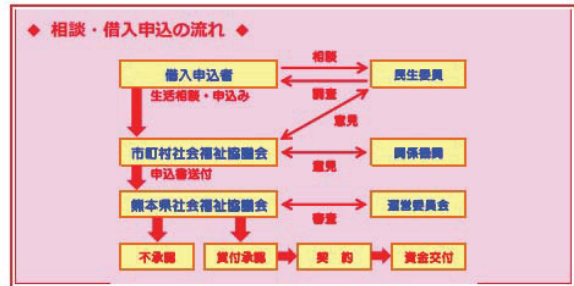 ◆ 相談・借入申込の流れ ◆
相談
借入申込者
民生委員
調査
生活相談・申込み
意見
市町村社会福祉協議会
関係機関
意見
申込書送付
熊本県社会福祉協議会
運営委員会
審査
不承認
貸付承認
契 約
資金交付